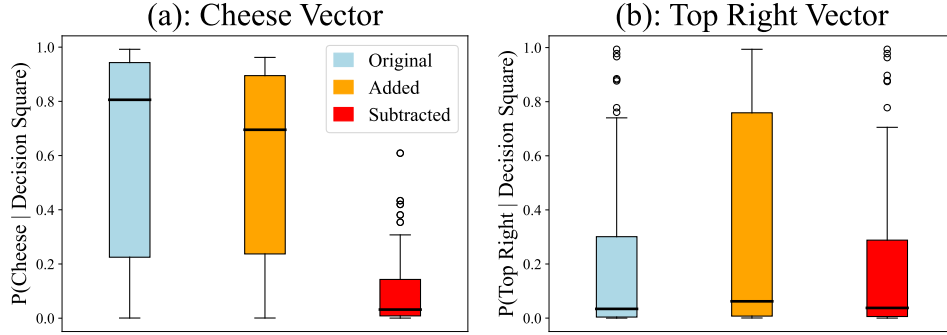 (a): Cheese Vector
P(Cheese | Decision Square)
1.0
0.8
0.6
0.4
0.2
0.0
Original
Added
Subtracted
(b): Top Right Vector
P(Top Right | Decision Square)
1.0
0.8
0.6
0.4
0.2
0.0